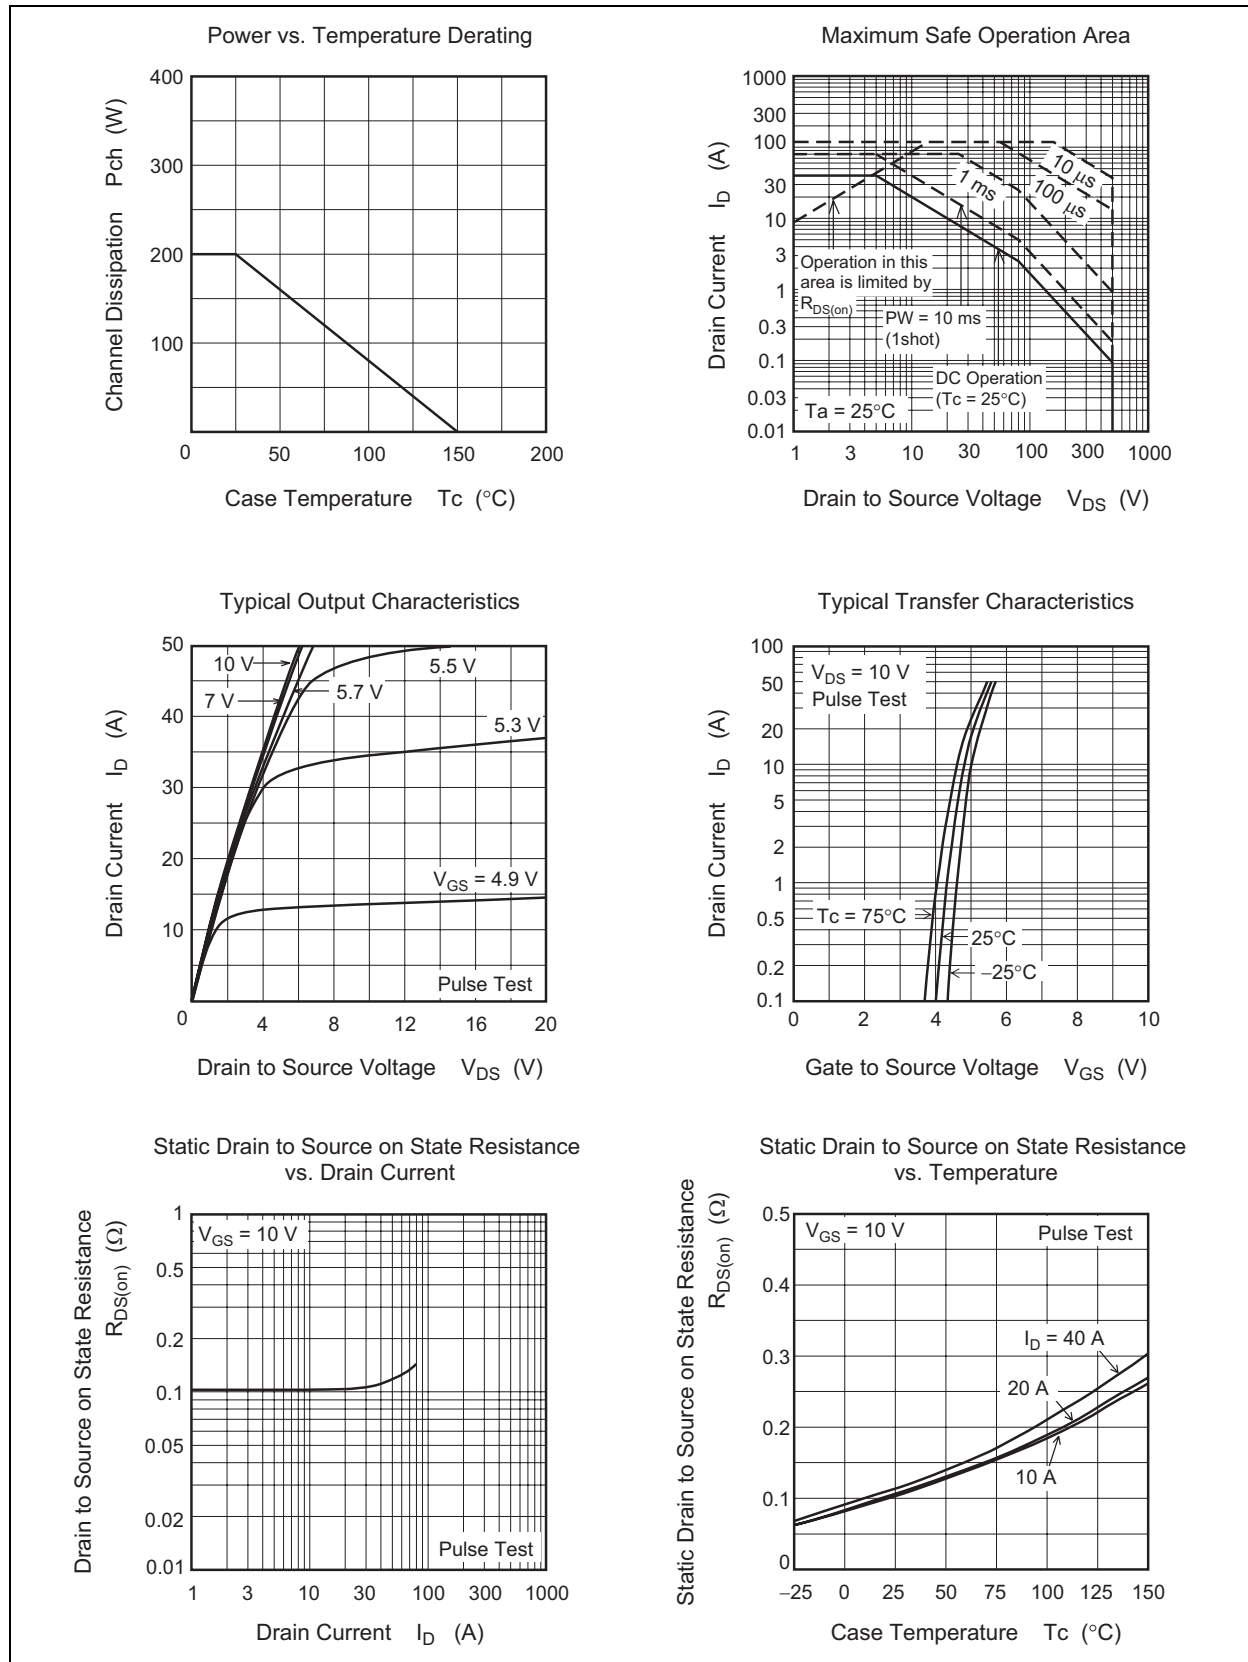 Power vs. Temperature Derating
Channel Dissipation Pch (W)
400
300
200
100
0
50
100
150
200
Case Temperature Tc (°C)
Maximum Safe Operation Area
Drain Current I_D (A)
1000
300
100
30
10
3
1
0.3
0.1
0.03
0.01
10 μs
100 μs
1 ms
Operation in this
area is limited by
R_DS(on)
PW = 10 ms
(1shot)
DC Operation
(Tc = 25°C)
Ta = 25°C
1
3
10
30
100
300
1000
Drain to Source Voltage V_DS (V)
Typical Output Characteristics
Drain Current I_D (A)
50
40
30
20
10
10 V
7 V
5.7 V
5.5 V
5.3 V
V_GS = 4.9 V
Pulse Test
0
4
8
12
16
20
Drain to Source Voltage V_DS (V)
Typical Transfer Characteristics
Drain Current I_D (A)
100
50
20
10
5
2
1
0.5
0.2
0.1
V_DS = 10 V
Pulse Test
Tc = 75°C
25°C
–25°C
0
2
4
6
8
10
Gate to Source Voltage V_GS (V)
Static Drain to Source on State Resistance
vs. Drain Current
Drain to Source on State Resistance
R_DS(on) (Ω)
1
0.5
0.2
0.1
0.05
0.02
0.01
V_GS = 10 V
Pulse Test
1
3
10
30
100
300
1000
Drain Current I_D (A)
Static Drain to Source on State Resistance
vs. Temperature
Static Drain to Source on State Resistance
R_DS(on) (Ω)
0.5
0.4
0.3
0.2
0.1
0
V_GS = 10 V
Pulse Test
I_D = 40 A
20 A
10 A
–25
0
25
50
75
100
125
150
Case Temperature Tc (°C)